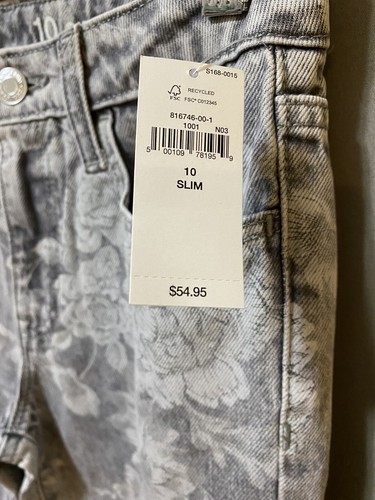 10
S168-0015
FSC
RECYCLED
FSC® C012345
816746-00-1
1001 N03
5 00109 78195 9
10
SLIM
$54.95